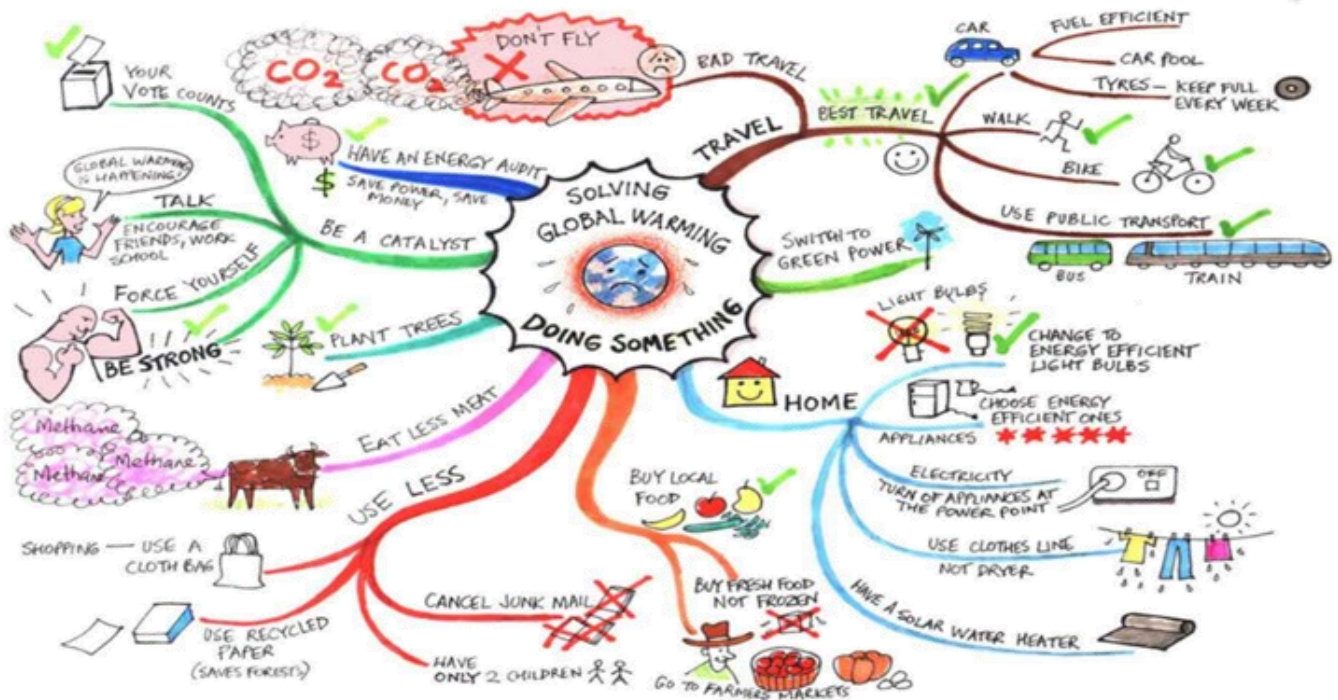 SOLVING
GLOBAL WARMING
DOING SOMETHING
TRAVEL
BAD TRAVEL
DON'T FLY
CO2
CO2
BEST TRAVEL
CAR
FUEL EFFICIENT
CAR POOL
TYRES — KEEP FULL
EVERY WEEK
WALK
BIKE
USE PUBLIC TRANSPORT
BUS
TRAIN
SWITCH TO
GREEN POWER
HOME
LIGHT BULBS
CHANGE TO
ENERGY EFFICIENT
LIGHT BULBS
APPLIANCES
CHOOSE ENERGY
EFFICIENT ONES
ELECTRICITY
TURN OF APPLIANCES AT
THE POWER POINT
OFF
USE CLOTHES LINE
NOT DRYER
HAVE A SOLAR WATER HEATER
BUY LOCAL
FOOD
BUY FRESH FOOD
NOT FROZEN
GO TO FARMERS MARKETS
USE LESS
SHOPPING — USE A
CLOTH BAG
USE RECYCLED
PAPER
(SAVES FORESTS)
CANCEL JUNK MAIL
HAVE
ONLY 2 CHILDREN
EAT LESS MEAT
Methane
Methane
Methane
PLANT TREES
BE A CATALYST
YOUR
VOTE COUNTS
TALK
ENCOURAGE
FRIENDS, WORK
SCHOOL
GLOBAL WARMING
IS HAPPENING!
FORCE YOURSELF
BE STRONG
HAVE AN ENERGY AUDIT
SAVE POWER, SAVE
MONEY
$
$